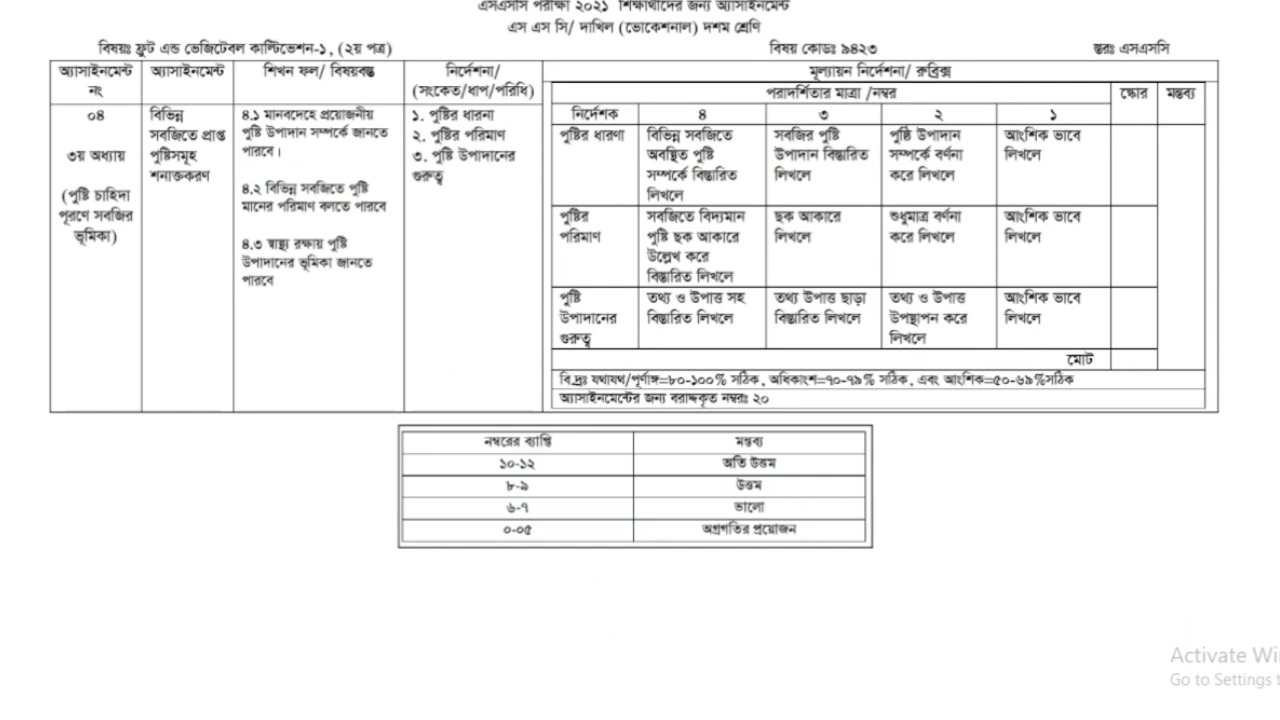 এসএসসি পরীক্ষা ২০২১ শিক্ষার্থীদের জন্য অ্যাসাইনমেন্ট
এস এস সি/ দাখিল (ভোকেশনাল) দশম শ্রেণি
বিষয়ঃ ফ্রুট এন্ড ভেজিটেবল কাল্টিভেশন-১, (২য় পত্র) বিষয় কোডঃ ৯৪২৩ স্তরঃ এসএসসি
অ্যাসাইনমেন্ট নং
অ্যাসাইনমেন্ট
শিখন ফল/ বিষয়বস্তু
নির্দেশনা/
(সংকেত/ধাপ/পরিধি)
মূল্যায়ন নির্দেশনা/ রুব্রিক্স
০৪
৩য় অধ্যায়
(পুষ্টি চাহিদা
পূরণে সবজির
ভূমিকা)
বিভিন্ন
সবজিতে প্রাপ্ত
পুষ্টিসমূহ
শনাক্তকরণ
৪.১ মানবদেহে প্রয়োজনীয়
পুষ্টি উপাদান সম্পর্কে জানতে
পারবে।
৪.২ বিভিন্ন সবজিতে পুষ্টি
মানের পরিমাণ বলতে পারবে
৪.৩ স্বাস্থ্য রক্ষায় পুষ্টি
উপাদানের ভূমিকা জানতে
পারবে
১. পুষ্টির ধারনা
২. পুষ্টির পরিমাণ
৩. পুষ্টি উপাদানের
গুরুত্ব
পারদর্শিতার মাত্রা /নম্বর স্কোর মন্তব্য
নির্দেশক ৪ ৩ ২ ১
পুষ্টির ধারণা
বিভিন্ন সবজিতে
অবস্থিত পুষ্টি
সম্পর্কে বিস্তারিত
লিখলে
সবজির পুষ্টি
উপাদান বিস্তারিত
লিখলে
পুষ্ঠি উপাদান
সম্পর্কে বর্ণনা
করে লিখলে
আংশিক ভাবে
লিখলে
পুষ্টির
পরিমাণ
সবজিতে বিদ্যমান
পুষ্টি ছক আকারে
উল্লেখ করে
বিস্তারিত লিখলে
ছক আকারে
লিখলে
শুধুমাত্র বর্ণনা
করে লিখলে
আংশিক ভাবে
লিখলে
পুষ্টি
উপাদানের
গুরুত্ব
তথ্য ও উপাত্ত সহ
বিস্তারিত লিখলে
তথ্য উপাত্ত ছাড়া
বিস্তারিত লিখলে
তথ্য ও উপাত্ত
উপস্থাপন করে
লিখলে
আংশিক ভাবে
লিখলে
মোট
বি.দ্রঃ যথাযথ/পূর্ণাঙ্গ=৮০-১০০% সঠিক, অধিকাংশ=৭০-৭৯% সঠিক, এবং আংশিক=৫০-৬৯%সঠিক
অ্যাসাইনমেন্টের জন্য বরাদ্দকৃত নম্বরঃ ২০
নম্বরের ব্যাপ্তি মন্তব্য
১০-১২ অতি উত্তম
৮-৯ উত্তম
৬-৭ ভালো
০-০৫ অগ্রগতির প্রয়োজন
Activate Wi
Go to Settings t